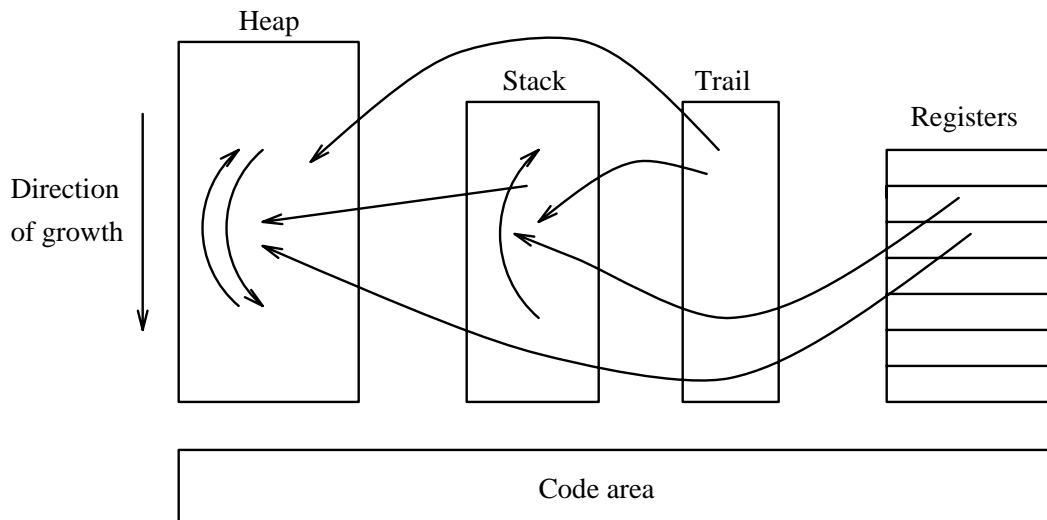 Heap
Stack
Trail
Registers
Direction
of growth
Code area